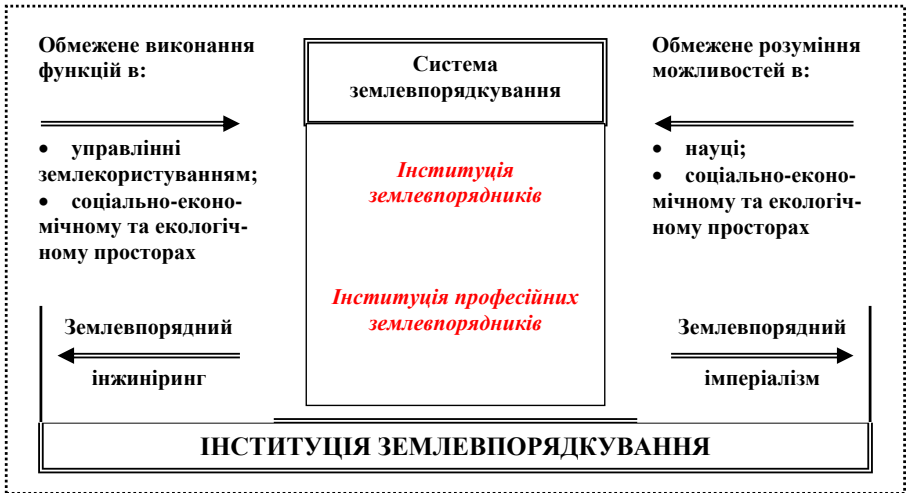 Обмежене виконання
функцій в:
• управлінні
землекористуванням;
• соціально-еконо-
мічному та екологіч-
ному просторах
Система
землевпорядкування
Інституція
землевпорядників
Інституція професійних
землевпорядників
Обмежене розуміння
можливостей в:
• науці;
• соціально-еконо-
мічному та екологіч-
ному просторах
Землевпорядний
інжиніринг
Землевпорядний
імперіалізм
ІНСТИТУЦІЯ ЗЕМЛЕВПОРЯДКУВАННЯ